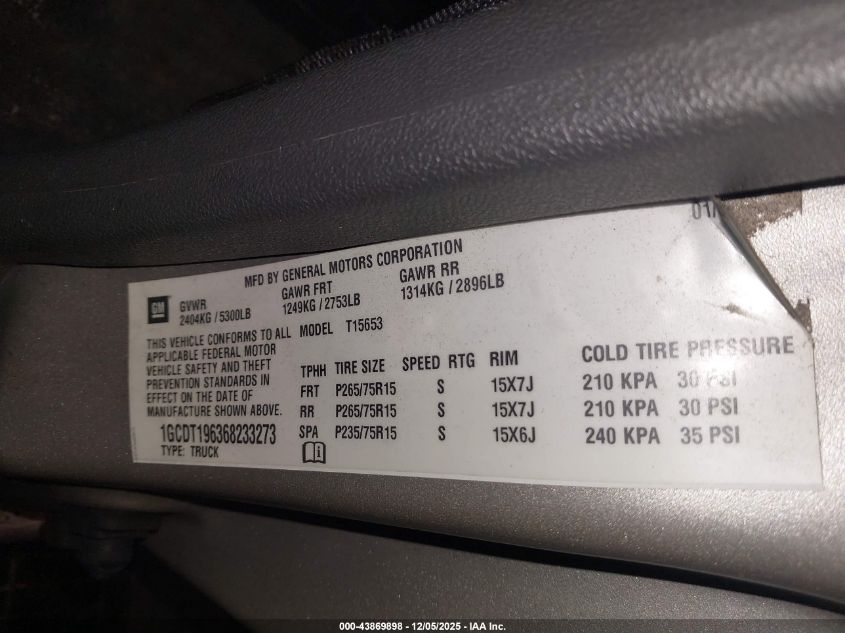 01/
MFD BY GENERAL MOTORS CORPORATION
GM
GVWR GAWR FRT GAWR RR
2404KG / 5300LB 1249KG / 2753LB 1314KG / 2896LB
THIS VEHICLE CONFORMS TO ALL MODEL T15653
APPLICABLE FEDERAL MOTOR
VEHICLE SAFETY AND THEFT
PREVENTION STANDARDS IN
EFFECT ON THE DATE OF
MANUFACTURE SHOWN ABOVE.
1GCDT196368233273
TYPE: TRUCK
TPHH TIRE SIZE SPEED RTG RIM COLD TIRE PRESSURE
FRT P265/75R15 S 15X7J 210 KPA 30 PSI
RR P265/75R15 S 15X7J 210 KPA 30 PSI
SPA P235/75R15 S 15X6J 240 KPA 35 PSI
000-43869898 - 12/05/2025 - IAA Inc.